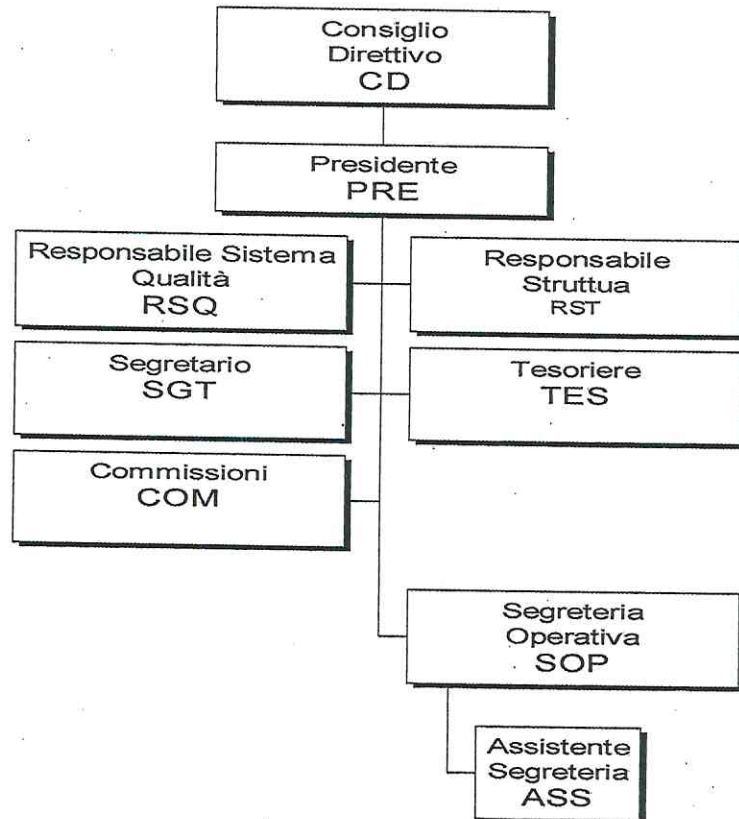 Consiglio
Direttivo
CD
Presidente
PRE
Responsabile Sistema
Qualità
RSQ
Responsabile
Struttua
RST
Segretario
SGT
Tesoriere
TES
Commissioni
COM
Segreteria
Operativa
SOP
Assistente
Segreteria
ASS